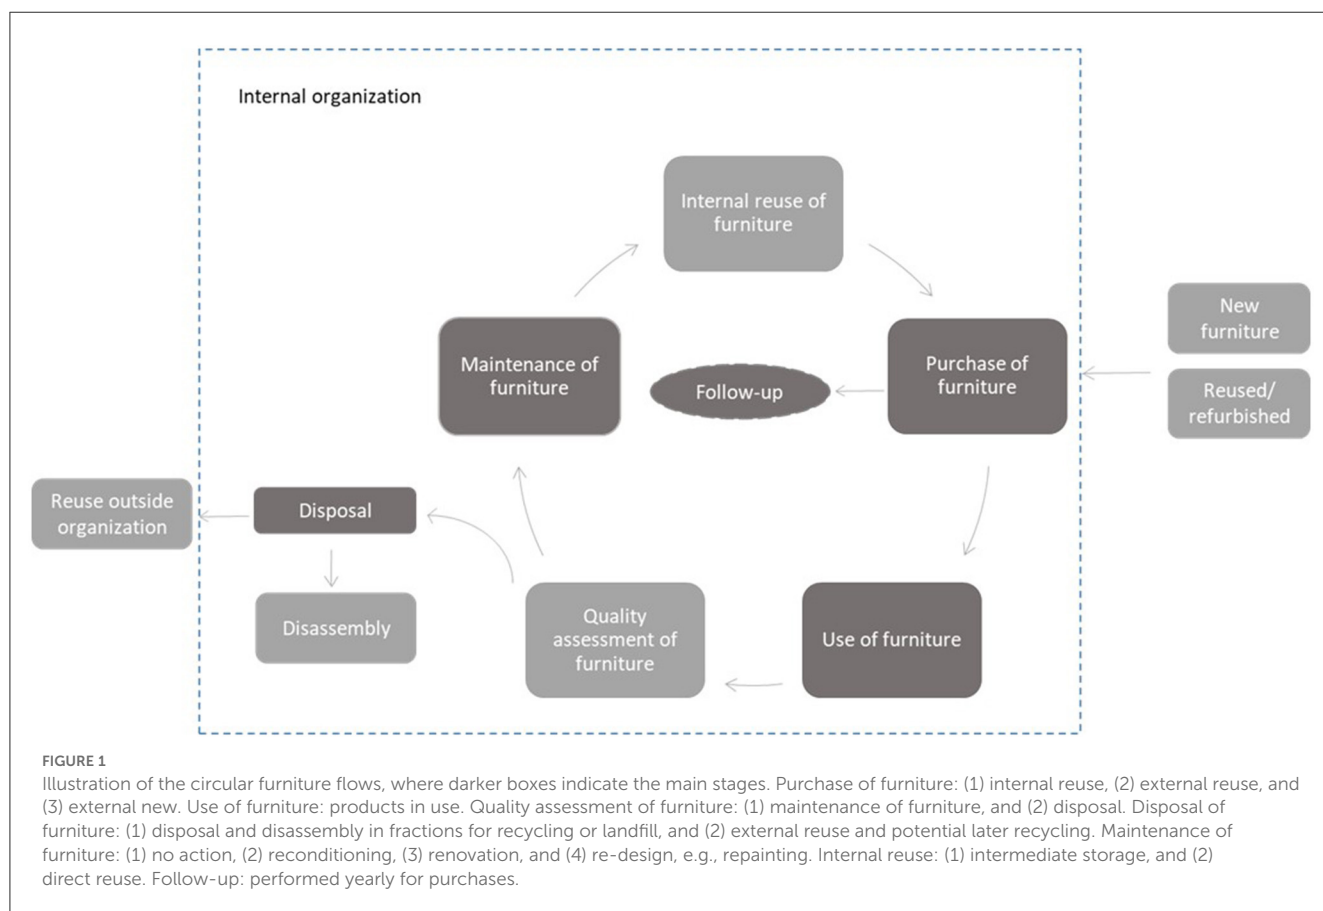 Internal organization
Internal reuse of
furniture
New
furniture
Maintenance of
furniture
Follow-up
Purchase of
furniture
Reused/
refurbished
Reuse outside
organization
Disposal
Disassembly
Quality
assessment of
furniture
Use of furniture
FIGURE 1
Illustration of the circular furniture flows, where darker boxes indicate the main stages. Purchase of furniture: (1) internal reuse, (2) external reuse, and
(3) external new. Use of furniture: products in use. Quality assessment of furniture: (1) maintenance of furniture, and (2) disposal. Disposal of
furniture: (1) disposal and disassembly in fractions for recycling or landfill, and (2) external reuse and potential later recycling. Maintenance of
furniture: (1) no action, (2) reconditioning, (3) renovation, and (4) re-design, e.g., repainting. Internal reuse: (1) intermediate storage, and (2)
direct reuse. Follow-up: performed yearly for purchases.